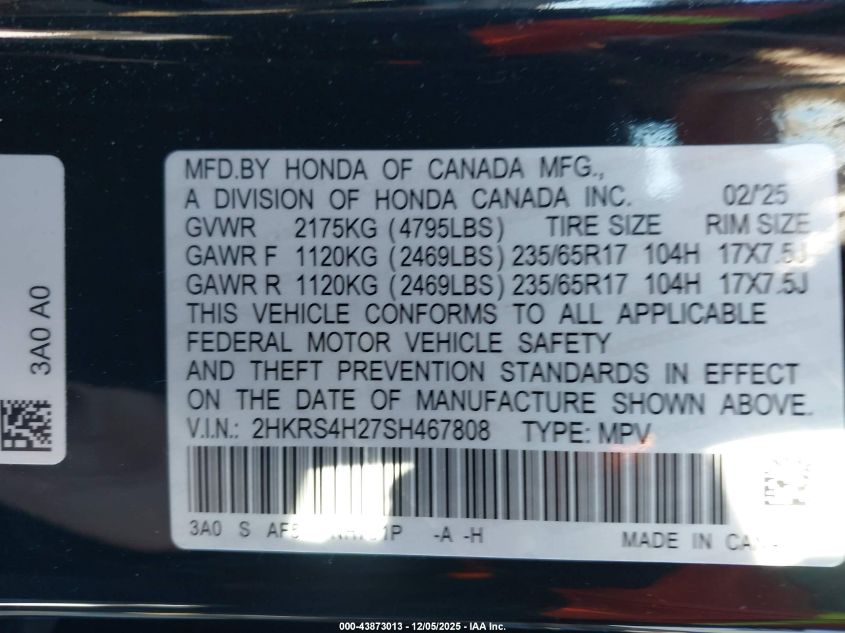 MFD.BY HONDA OF CANADA MFG.,
A DIVISION OF HONDA CANADA INC. 02/'25
GVWR 2175KG (4795LBS) TIRE SIZE RIM SIZE
GAWR F 1120KG (2469LBS) 235/65R17 104H 17X7.5J
GAWR R 1120KG (2469LBS) 235/65R17 104H 17X7.5J
THIS VEHICLE CONFORMS TO ALL APPLICABLE
FEDERAL MOTOR VEHICLE SAFETY
AND THEFT PREVENTION STANDARDS IN EFFECT
ON THE DATE OF MANUFACTURE SHOWN ABOVE.
V.I.N.: 2HKRS4H27SH467808 TYPE: MPV
3A0 S -A -H
MADE IN
3A0 A0
000-43873013 - 12/05/2025 - IAA Inc.